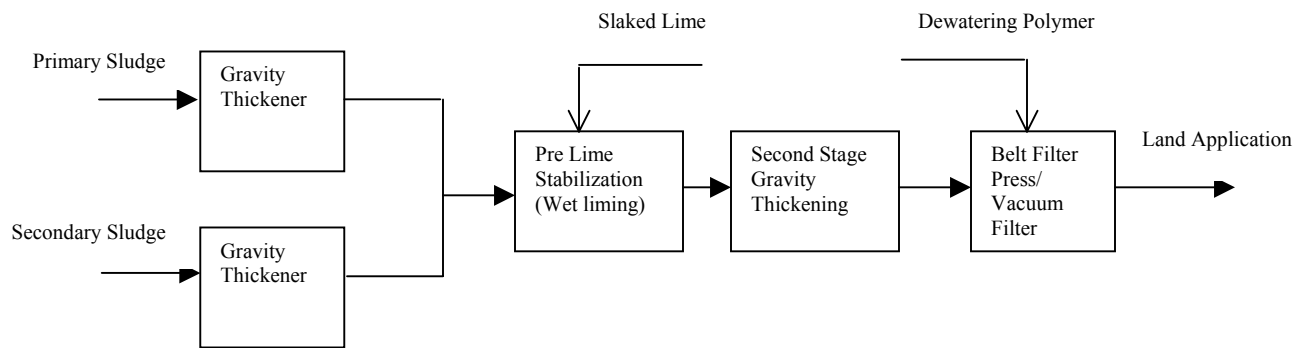 Slaked Lime
Dewatering Polymer
Primary Sludge
Gravity
Thickener
Pre Lime
Stabilization
(Wet liming)
Second Stage
Gravity
Thickening
Belt Filter
Press/
Vacuum
Filter
Land Application
Secondary Sludge
Gravity
Thickener